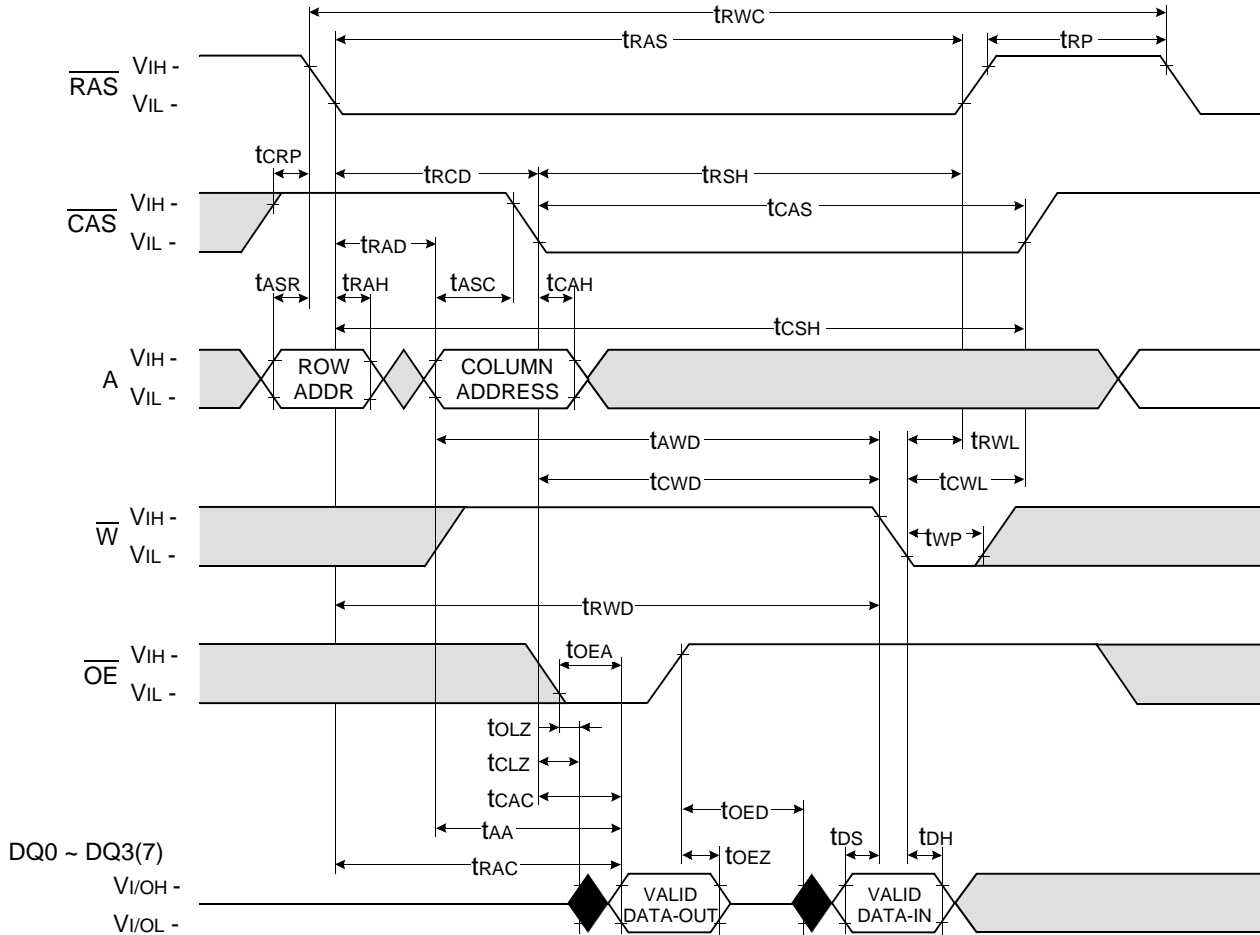 tRWC
tRAS tRP
RAS VIH -
VIL -
tCRP tRCD tRSH
CAS VIH - tCAS
VIL - tRAD
tASR tRAH tASC tCAH
tCSH
A VIH - ROW COLUMN
VIL - ADDR ADDRESS
tAWD tRWL
tCWD tCWL
W VIH - tWP
VIL -
tRWD
OE VIH - tOEA
VIL -
tOLZ
tCLZ
tCAC tOED
tAA tDS tDH
DQ0 ~ DQ3(7) tRAC tOEZ
VI/OH - VALID VALID
VI/OL - DATA-OUT DATA-IN